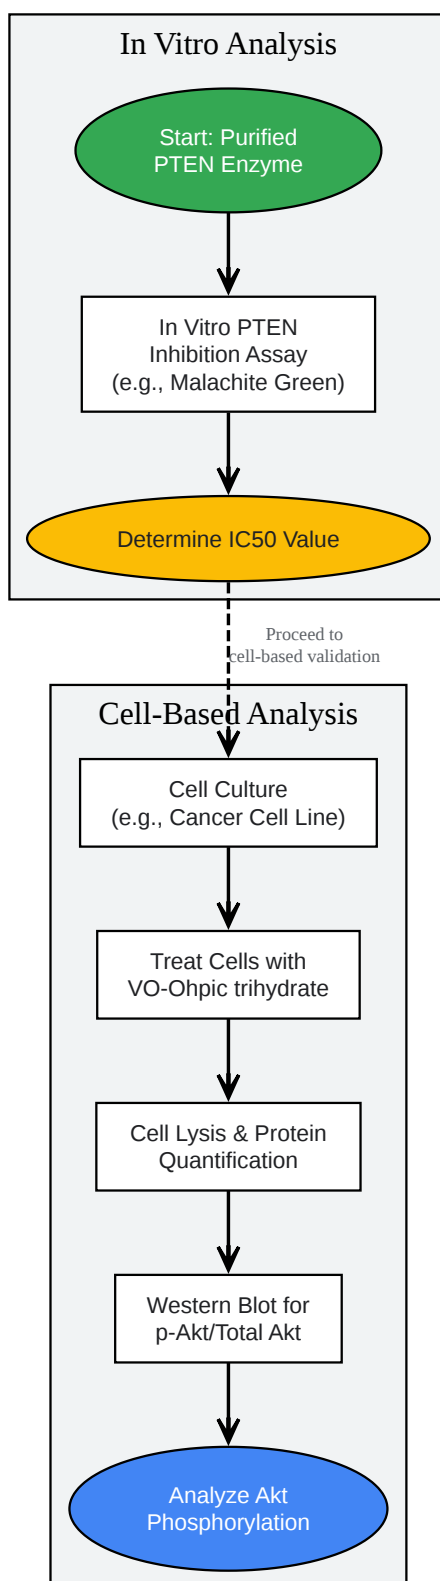 In Vitro Analysis
Start: Purified
PTEN Enzyme
In Vitro PTEN
Inhibition Assay
(e.g., Malachite Green)
Determine IC50 Value
Proceed to
cell-based validation
Cell-Based Analysis
Cell Culture
(e.g., Cancer Cell Line)
Treat Cells with
VO-Ohpic trihydrate
Cell Lysis & Protein
Quantification
Western Blot for
p-Akt/Total Akt
Analyze Akt
Phosphorylation